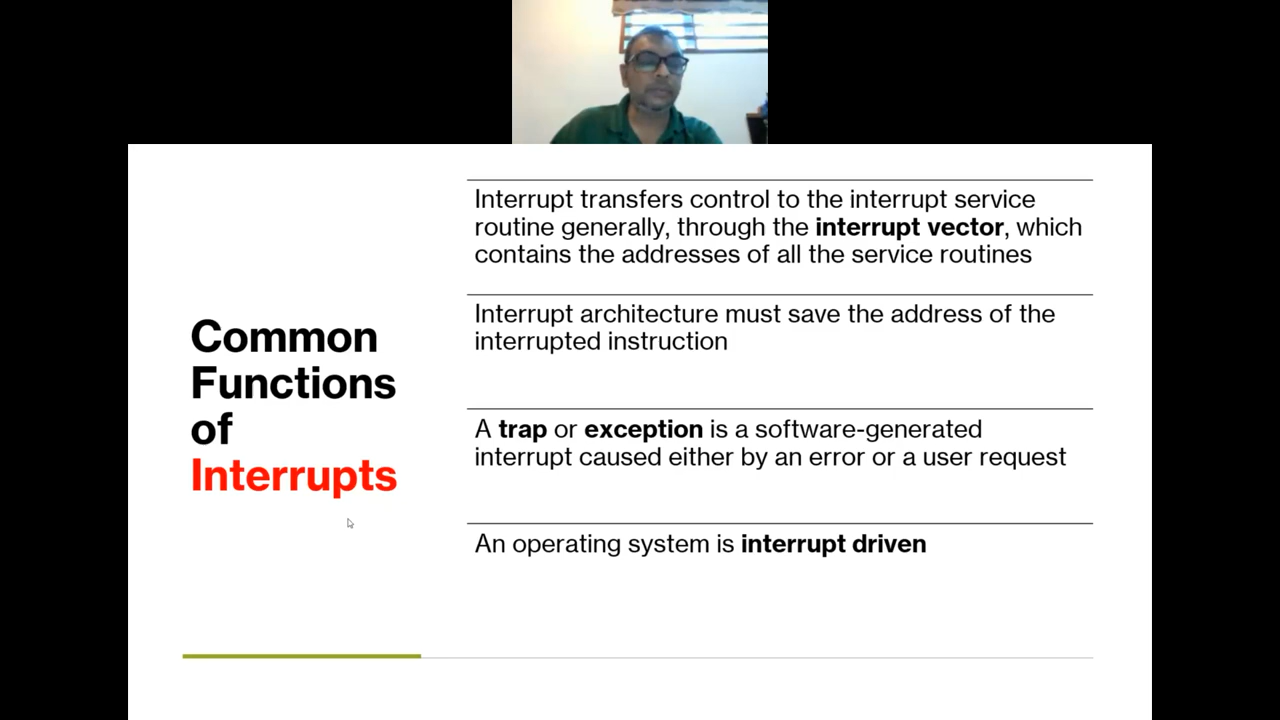 Common
Functions
of
Interrupts
Interrupt transfers control to the interrupt service
routine generally, through the interrupt vector, which
contains the addresses of all the service routines
Interrupt architecture must save the address of the
interrupted instruction
A trap or exception is a software-generated
interrupt caused either by an error or a user request
An operating system is interrupt driven